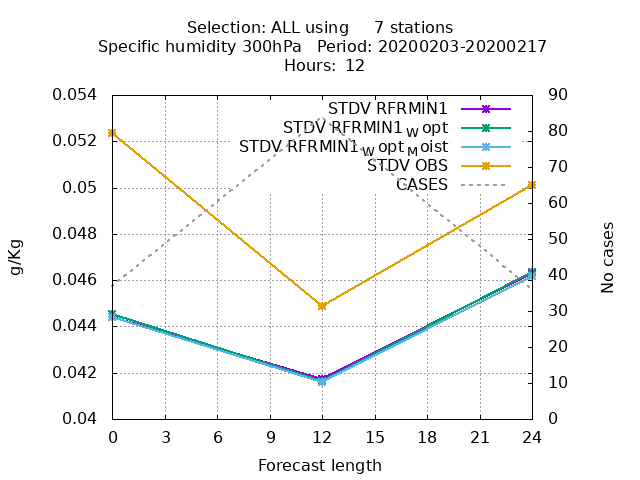 Selection: ALL using 7 stations
Specific humidity 300hPa Period: 20200203-20200217
Hours: 12
0.054
0.052
0.05
0.048
0.046
0.044
0.042
0.04
g/Kg
STDV RFRMIN1
STDV RFRMIN1 W opt
STDV RFRMIN1 W opt M oist
STDV OBS
CASES
90
80
70
60
50
40
30
20
10
0
No cases
0 3 6 9 12 15 18 21 24
Forecast length